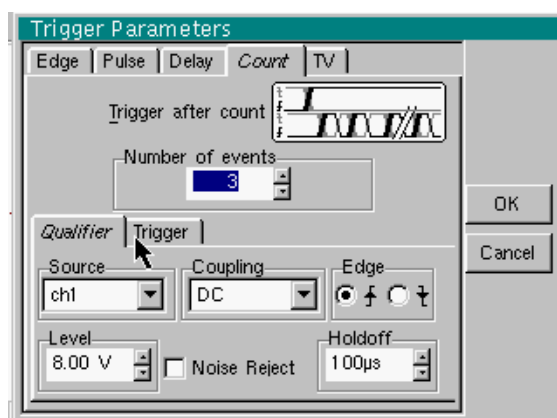 Trigger Parameters
Edge Pulse Delay Count TV
Trigger after count
Number of events
3
OK
Qualifier Trigger
Cancel
Source Coupling Edge
ch1 DC
Level Holdoff
8.00 V Noise Reject 100µs